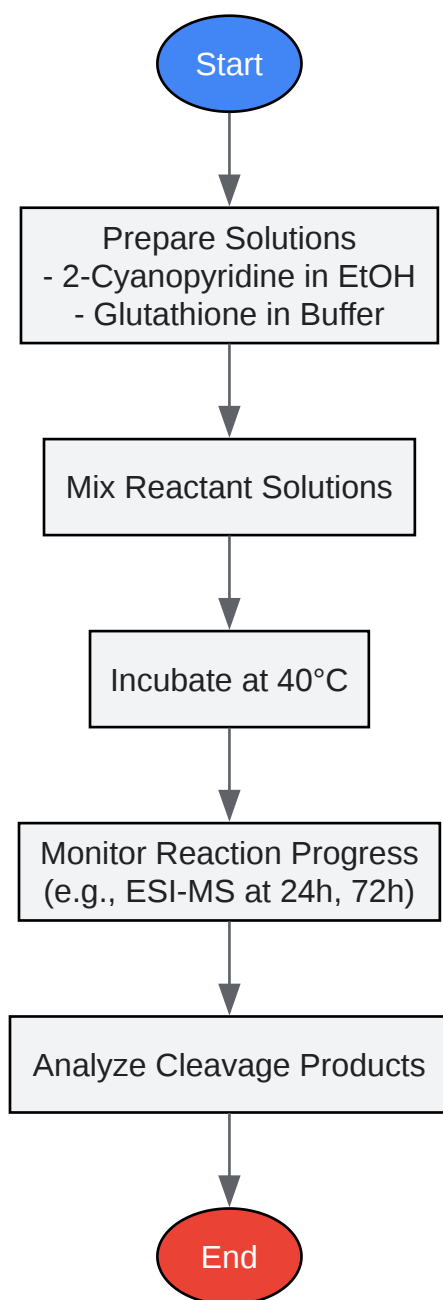 Start
Prepare Solutions
- 2-Cyanopyridine in EtOH
- Glutathione in Buffer
Mix Reactant Solutions
Incubate at 40°C
Monitor Reaction Progress
(e.g., ESI-MS at 24h, 72h)
Analyze Cleavage Products
End